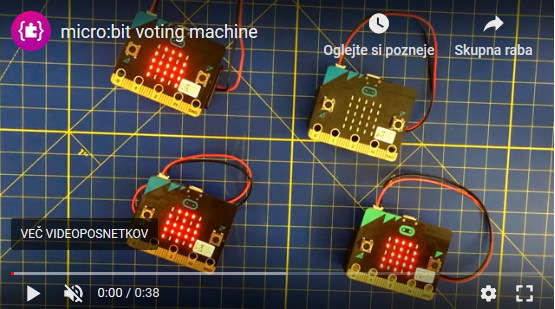 micro:bit voting machine
Oglejte si pozneje
Skupna raba
VEČ VIDEOPOSNETKOV
0:00 / 0:38